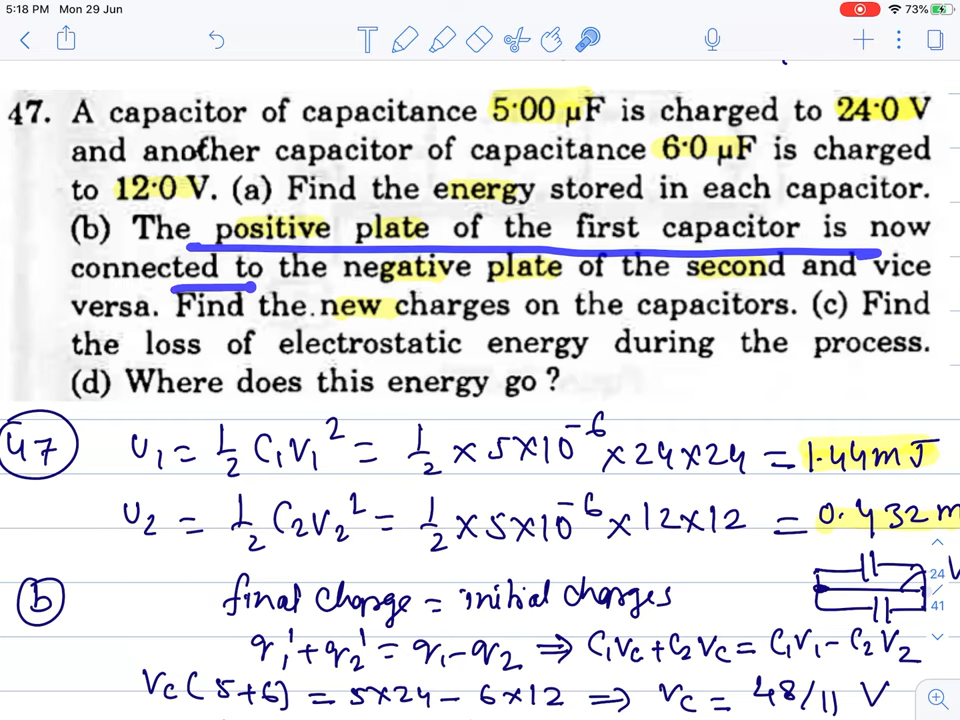 5:18 PM Mon 29 Jun
73%
T
47. A capacitor of capacitance 5·00 μF is charged to 24·0 V
and another capacitor of capacitance 6·0 μF is charged
to 12·0 V. (a) Find the energy stored in each capacitor.
(b) The positive plate of the first capacitor is now
connected to the negative plate of the second and vice
versa. Find the new charges on the capacitors. (c) Find
the loss of electrostatic energy during the process.
(d) Where does this energy go ?
47 U₁ = 1/2 C₁V₁² = 1/2 × 5×10⁻⁶ × 24×24 = 1.44 mJ
U₂ = 1/2 C₂V₂² = 1/2 × 5×10⁻⁶ × 12×12 = 0.432 m
b final charge = initial charges
24 V
41
q₁' + q₂' = q₁ - q₂ ⇒ C₁Vc + C₂Vc = C₁V₁ - C₂V₂
Vc (5+6) = 5×24 - 6×12 ⇒ Vc = 48/11 V